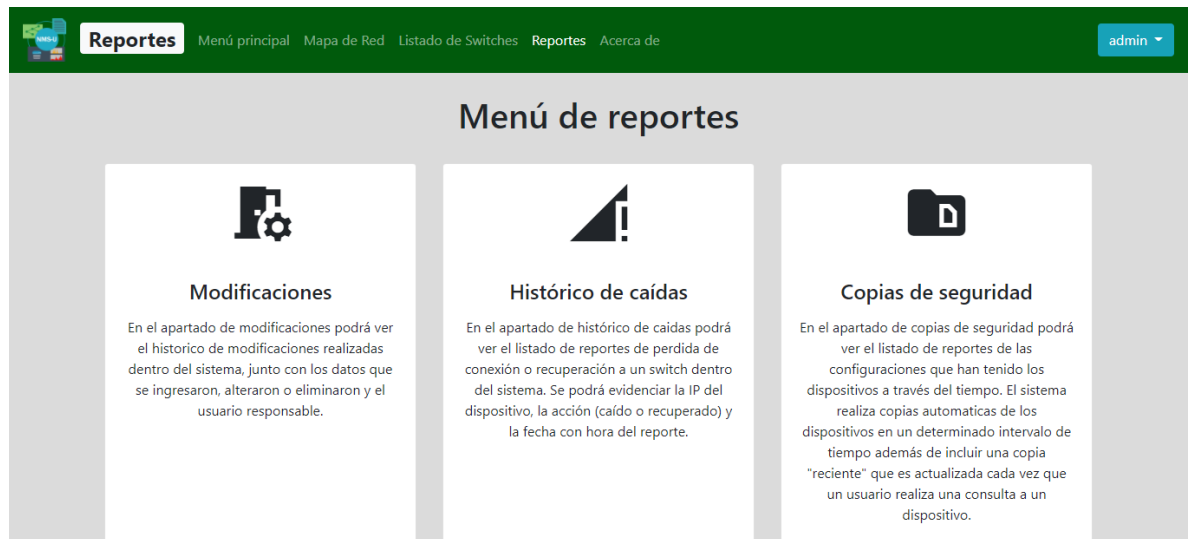 NMS-U
Reportes Menú principal Mapa de Red Listado de Switches Reportes Acerca de admin
Menú de reportes
Modificaciones
En el apartado de modificaciones podrá ver
el historico de modificaciones realizadas
dentro del sistema, junto con los datos que
se ingresaron, alteraron o eliminaron y el
usuario responsable.
Histórico de caídas
En el apartado de histórico de caidas podrá
ver el listado de reportes de perdida de
conexión o recuperación a un switch dentro
del sistema. Se podrá evidenciar la IP del
dispositivo, la acción (caído o recuperado) y
la fecha con hora del reporte.
Copias de seguridad
En el apartado de copias de seguridad podrá
ver el listado de reportes de las
configuraciones que han tenido los
dispositivos a través del tiempo. El sistema
realiza copias automaticas de los
dispositivos en un determinado intervalo de
tiempo además de incluir una copia
"reciente" que es actualizada cada vez que
un usuario realiza una consulta a un
dispositivo.